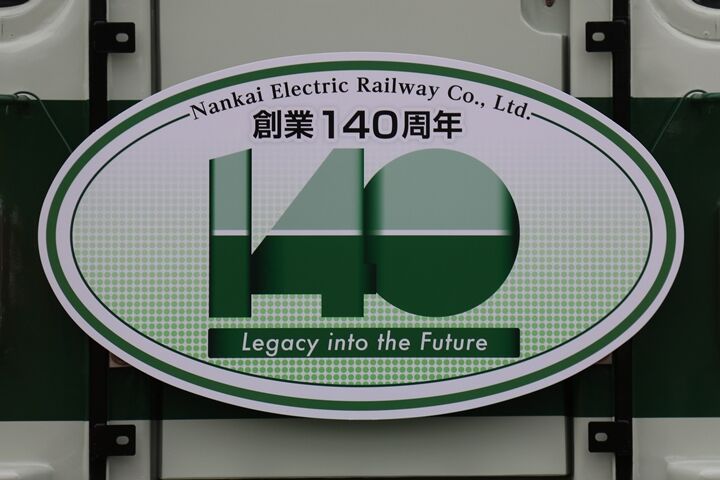 Nankai Electric Railway Co., Ltd.
創業140周年
140
Legacy into the Future